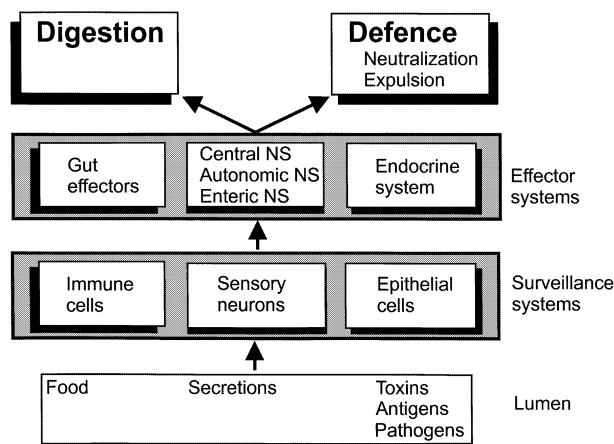 Digestion
Defence
Neutralization
Expulsion
Gut
effectors
Central NS
Autonomic NS
Enteric NS
Endocrine
system
Effector
systems
Immune
cells
Sensory
neurons
Epithelial
cells
Surveillance
systems
Food
Secretions
Toxins
Antigens
Pathogens
Lumen